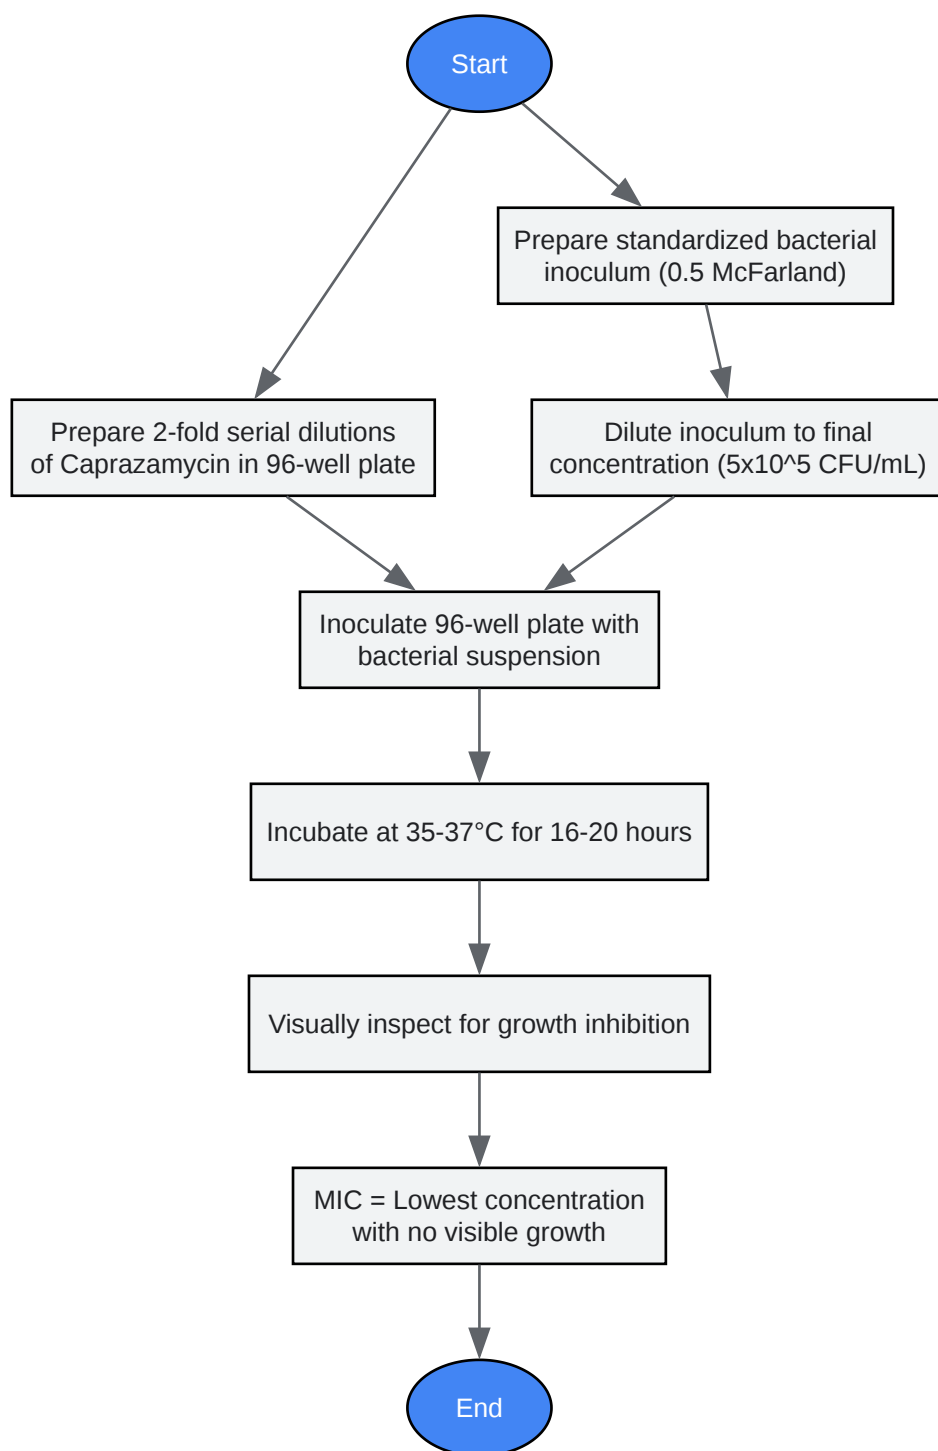 Start
Prepare standardized bacterial
inoculum (0.5 McFarland)
Prepare 2-fold serial dilutions
of Caprazamycin in 96-well plate
Dilute inoculum to final
concentration (5x10^5 CFU/mL)
Inoculate 96-well plate with
bacterial suspension
Incubate at 35-37°C for 16-20 hours
Visually inspect for growth inhibition
MIC = Lowest concentration
with no visible growth
End